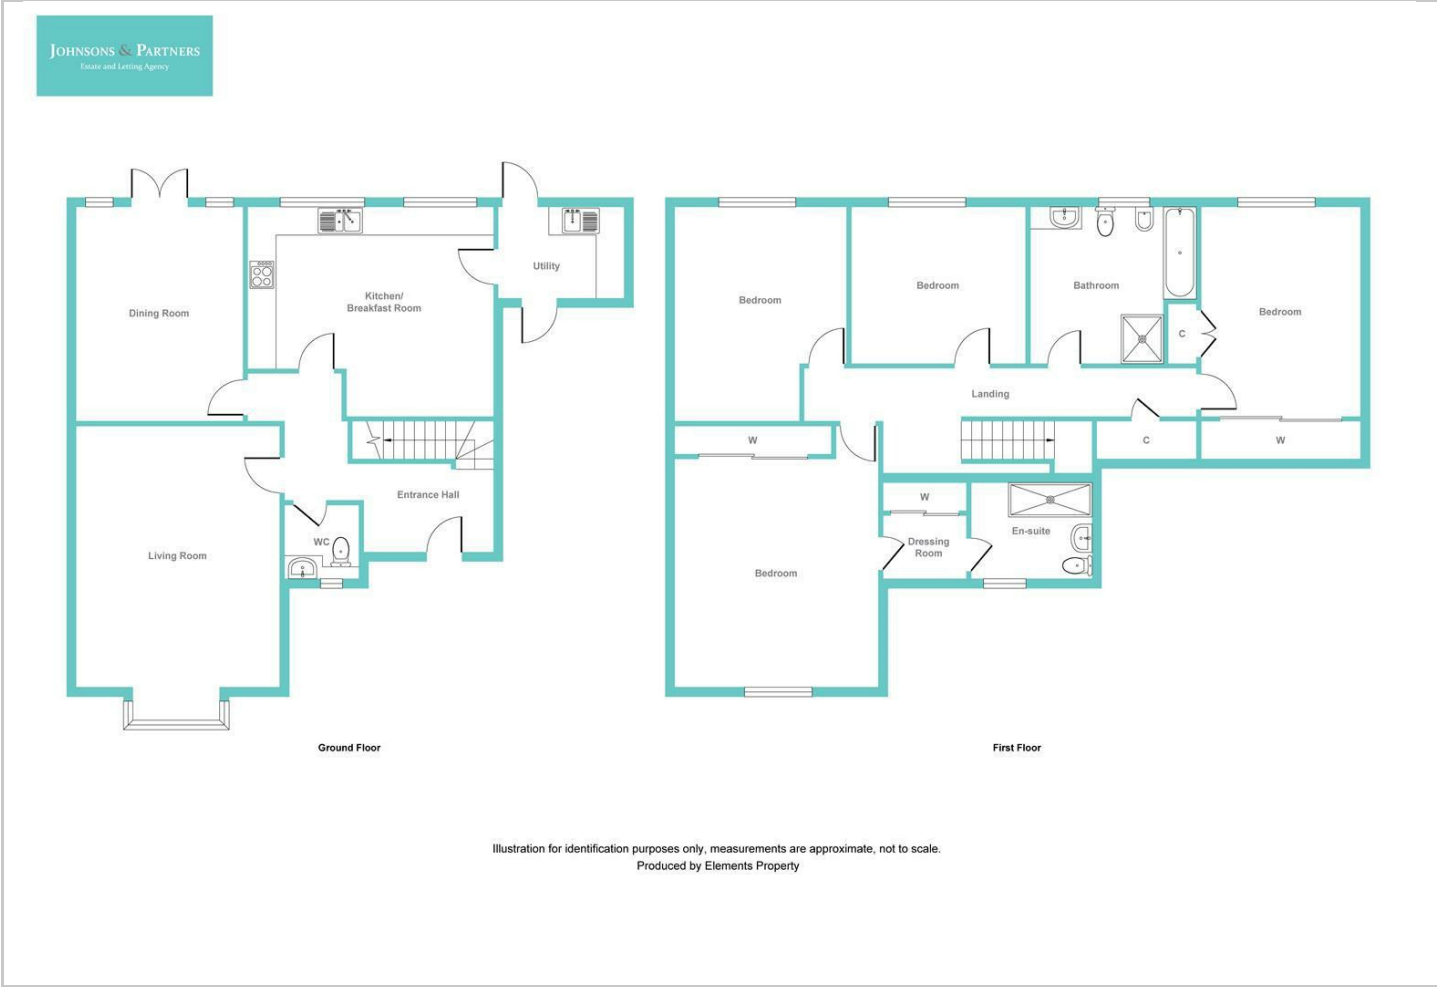 JOHNSONS & PARTNERS
Estate and Letting Agency
Dining Room
Kitchen/
Breakfast Room
Utility
Living Room
WC
Entrance Hall
Ground Floor
Bedroom
Bedroom
Bathroom
Bedroom
C
Landing
W
C
W
W
Dressing
Room
En-suite
Bedroom
First Floor
Illustration for identification purposes only, measurements are approximate, not to scale.
Produced by Elements Property